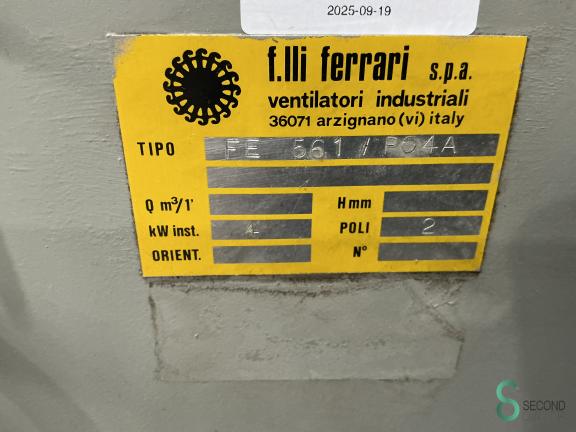 2025-09-19
f.lli ferrari s.p.a.
ventilatori industriali
36071 arzignano (vi) italy
TIPO FE 561 / P04A
Q m³/1' Hmm
kW inst. 4 POLI 2
ORIENT. N°
SECOND